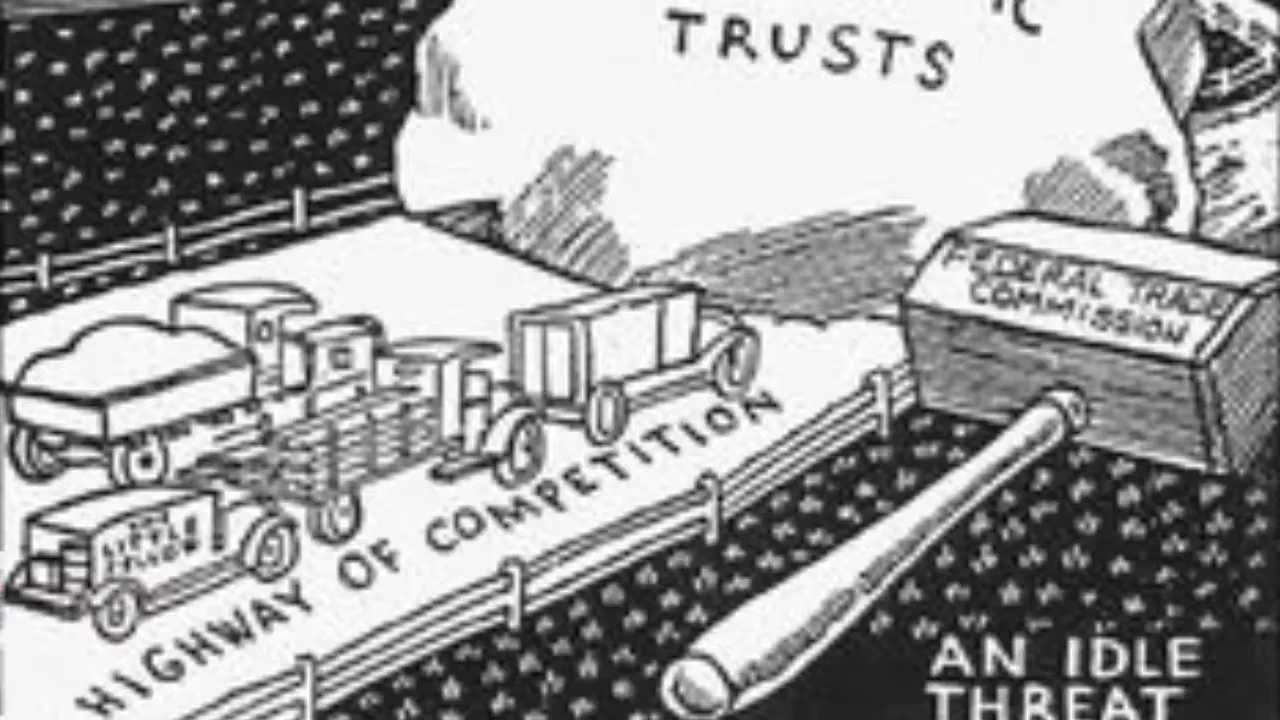 TRUSTS
FEDERAL TRADE
COMMISSION
HIGHWAY OF COMPETITION
AN IDLE
THREAT